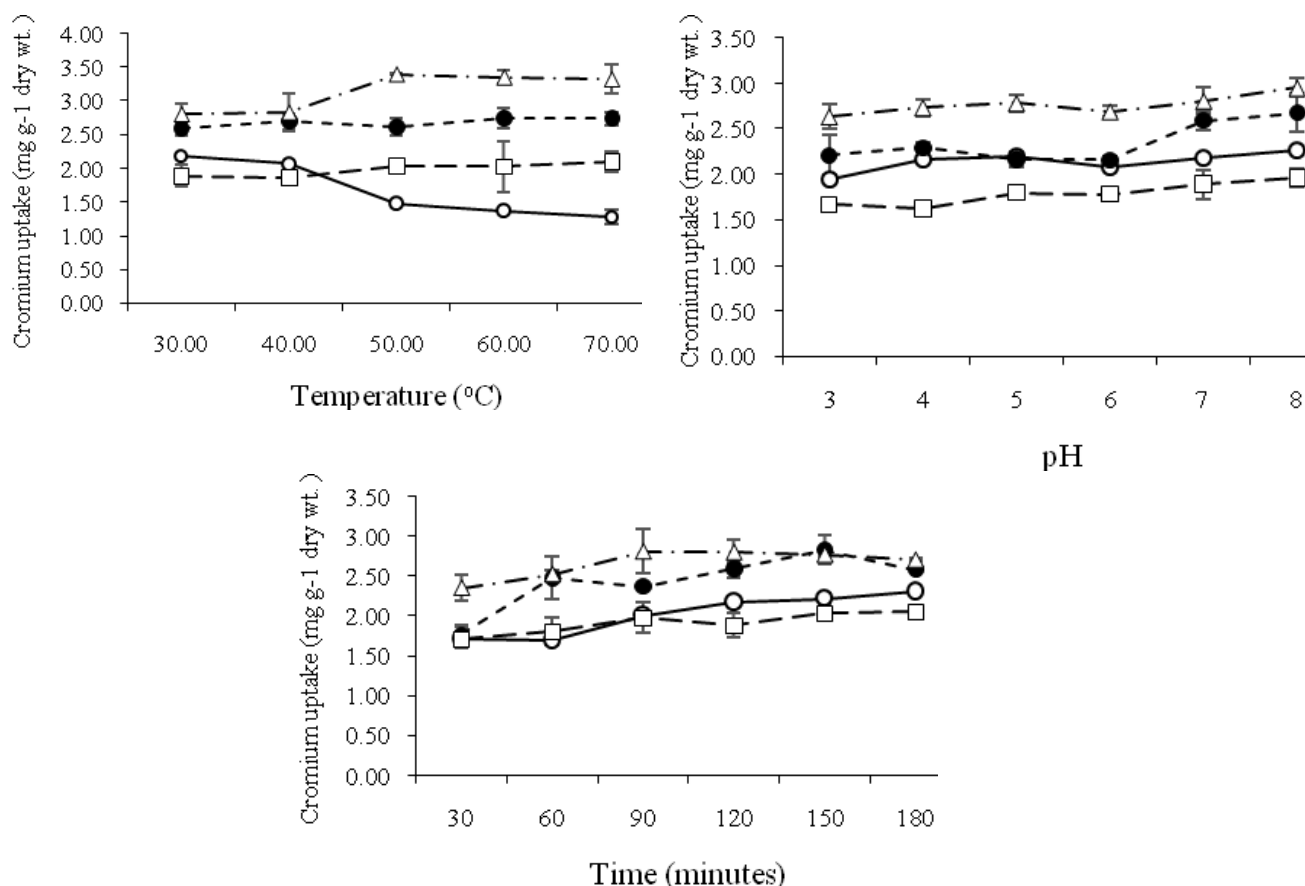 Cromium uptake (mg g-1 dry wt.)
4.00
3.50
3.00
2.50
2.00
1.50
1.00
0.50
0.00
30.00 40.00 50.00 60.00 70.00
Temperature (°C)
Cromium uptake (mg g-1 dry wt.)
3.50
3.00
2.50
2.00
1.50
1.00
0.50
0.00
3 4 5 6 7 8
pH
Cromium uptake (mg g-1 dry wt.)
3.50
3.00
2.50
2.00
1.50
1.00
0.50
0.00
30 60 90 120 150 180
Time (minutes)